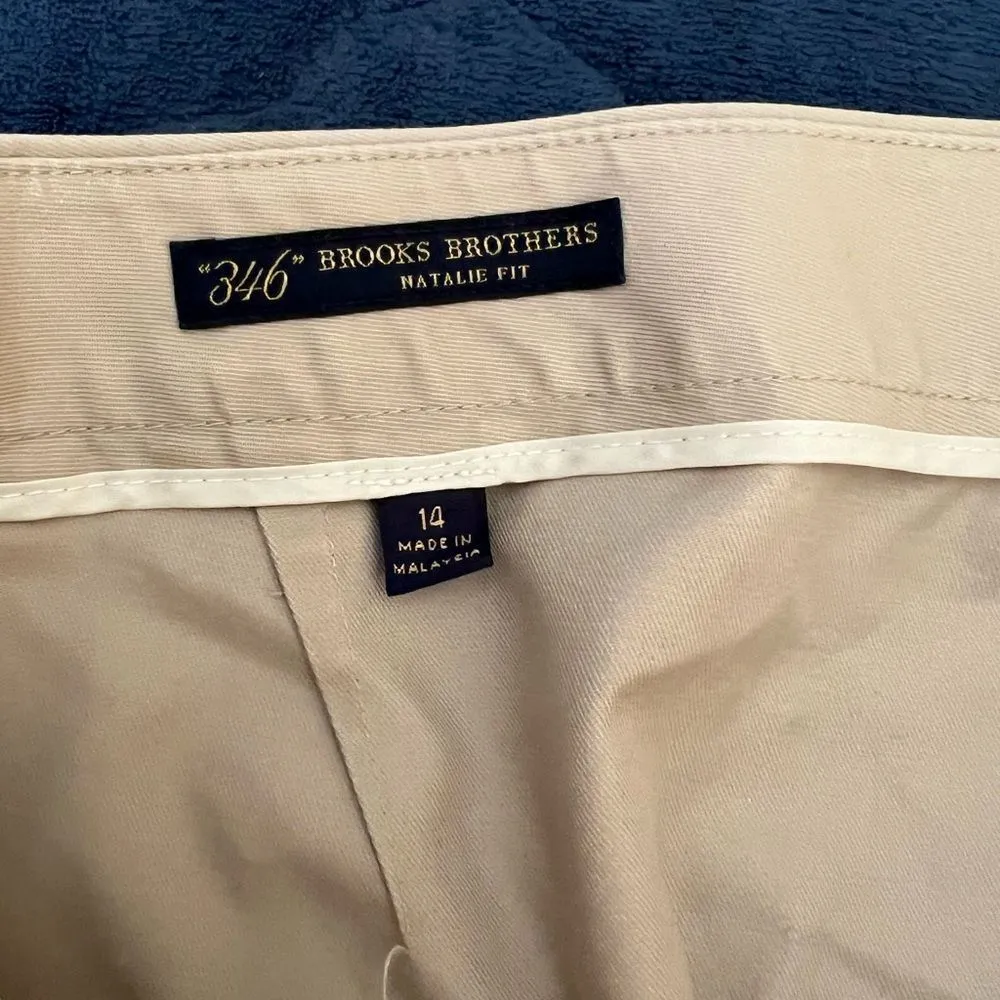 "346" BROOKS BROTHERS
NATALIE FIT
14
MADE IN
MALAYSIA